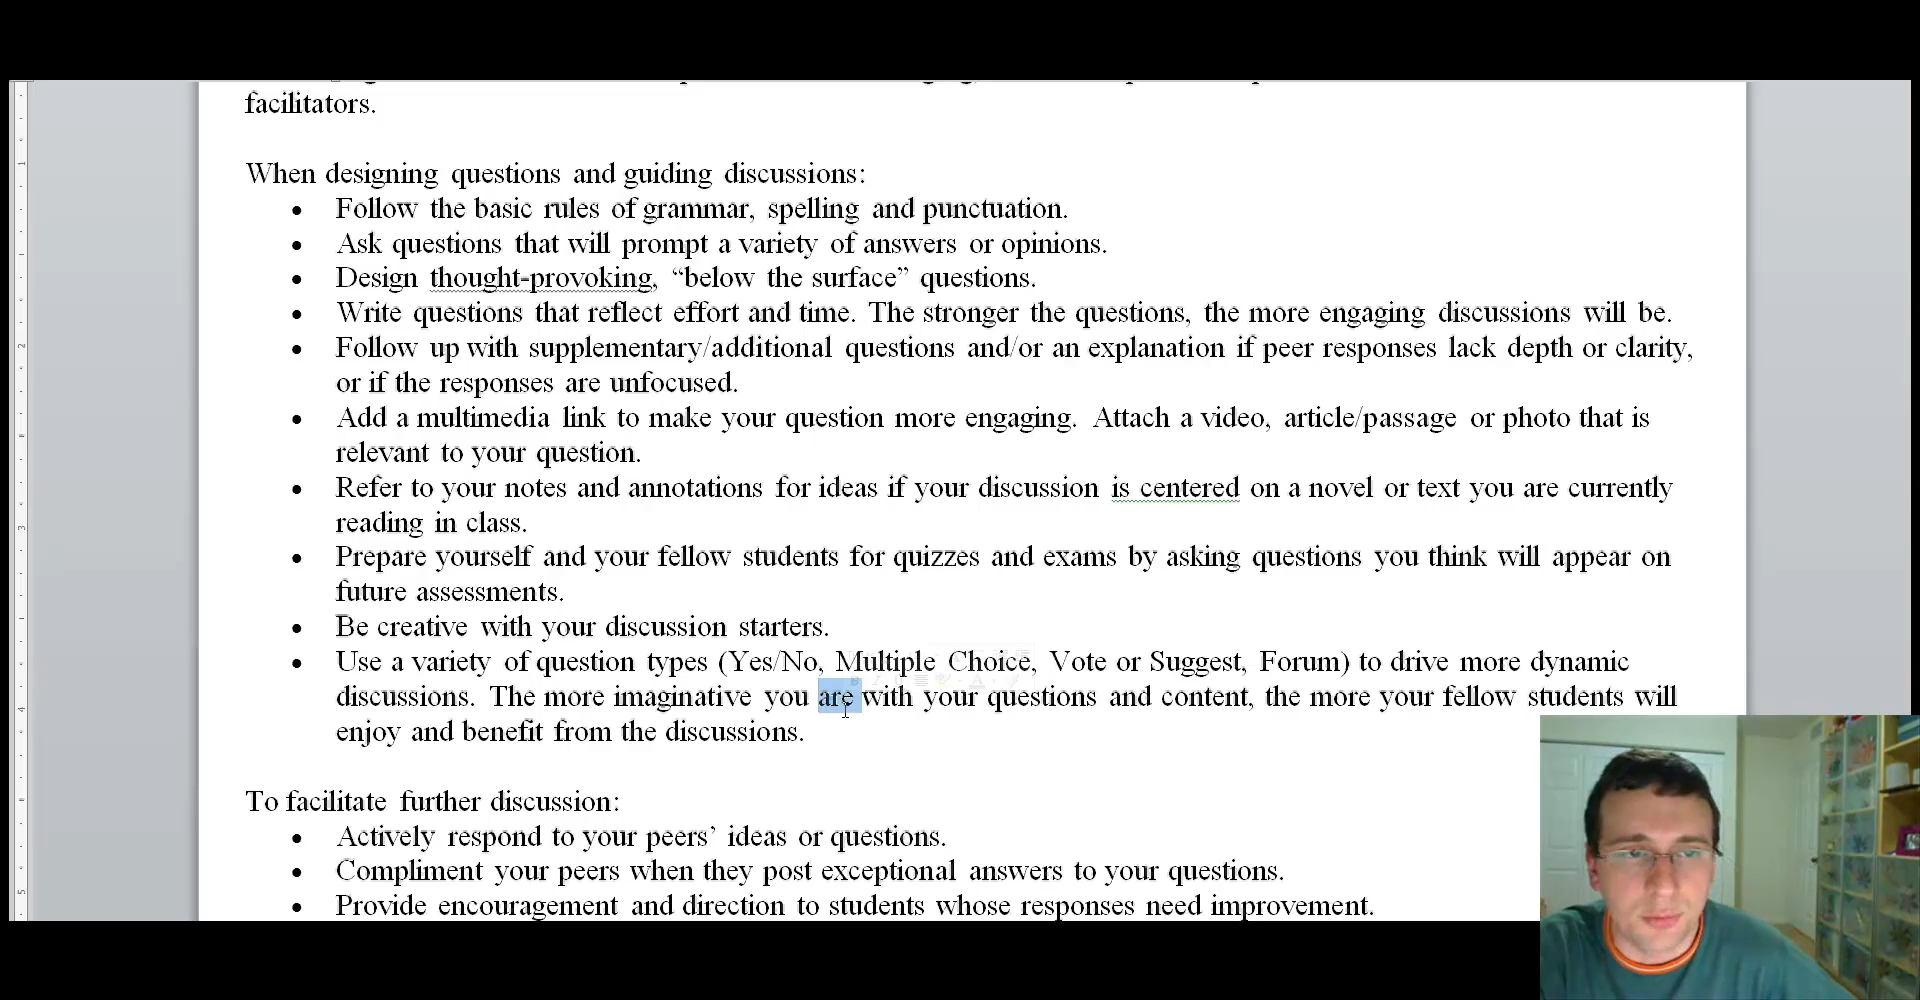 facilitators.
When designing questions and guiding discussions:
• Follow the basic rules of grammar, spelling and punctuation.
• Ask questions that will prompt a variety of answers or opinions.
• Design thought-provoking, “below the surface” questions.
• Write questions that reflect effort and time. The stronger the questions, the more engaging discussions will be.
• Follow up with supplementary/additional questions and/or an explanation if peer responses lack depth or clarity,
or if the responses are unfocused.
• Add a multimedia link to make your question more engaging. Attach a video, article/passage or photo that is
relevant to your question.
• Refer to your notes and annotations for ideas if your discussion is centered on a novel or text you are currently
reading in class.
• Prepare yourself and your fellow students for quizzes and exams by asking questions you think will appear on
future assessments.
• Be creative with your discussion starters.
• Use a variety of question types (Yes/No, Multiple Choice, Vote or Suggest, Forum) to drive more dynamic
discussions. The more imaginative you are with your questions and content, the more your fellow students will
enjoy and benefit from the discussions.
To facilitate further discussion:
• Actively respond to your peers’ ideas or questions.
• Compliment your peers when they post exceptional answers to your questions.
• Provide encouragement and direction to students whose responses need improvement.